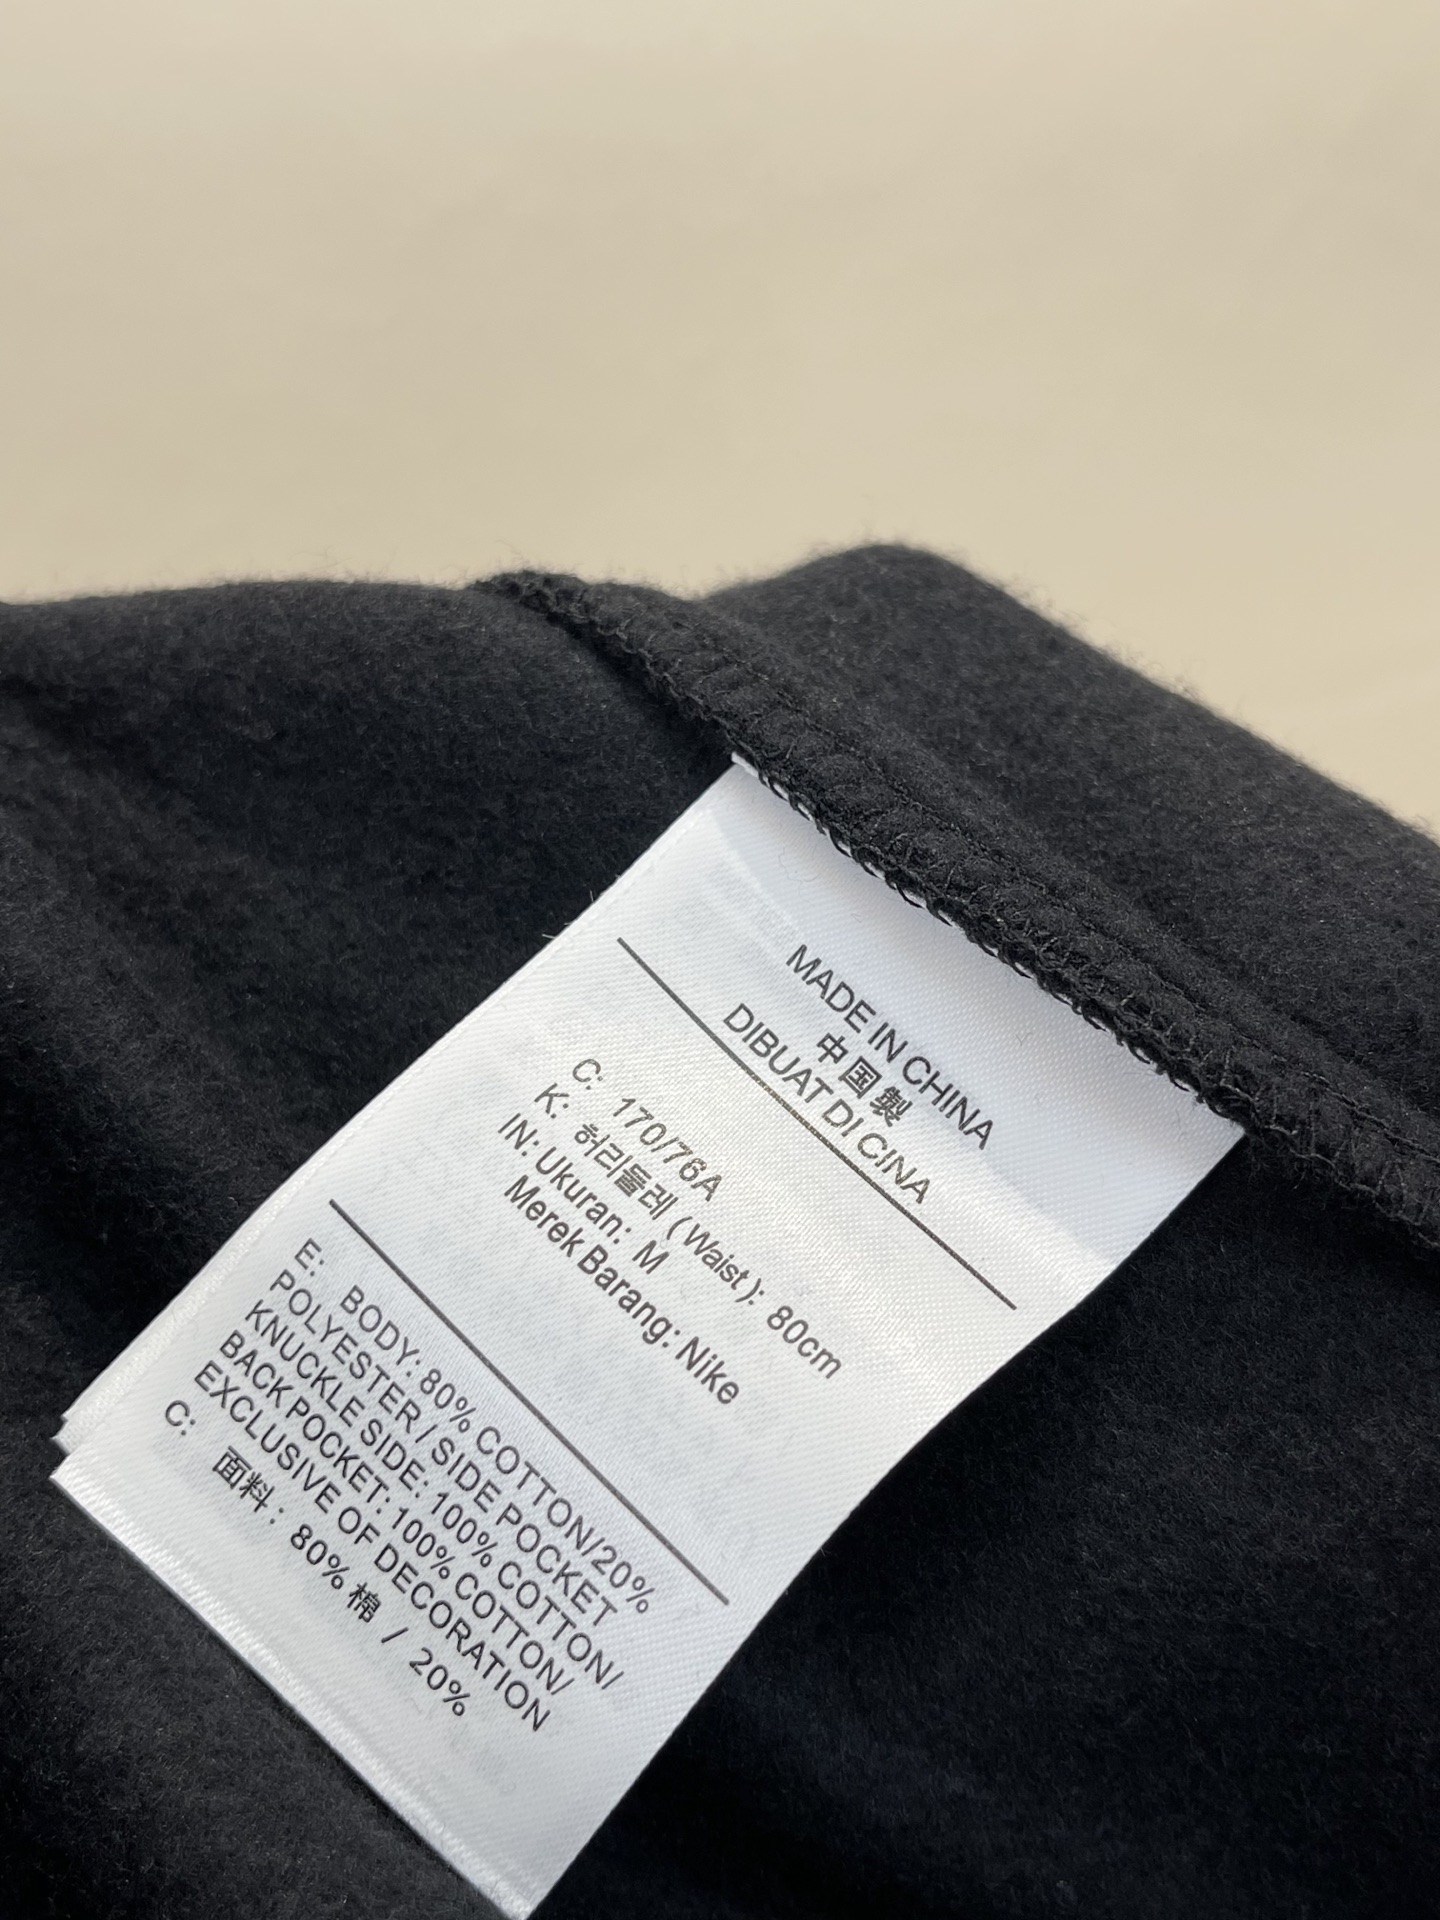 MADE IN CHINA
中国製
DIBUAT DI CINA
C: 170/76A
K: 허리둘레 (Waist): 80cm
IN: Ukuran: M
Merek Barang: Nike
E: BODY: 80% COTTON/20%
POLYESTER / SIDE POCKET
KNUCKLE SIDE: 100% COTTON/
BACK POCKET: 100% COTTON/
EXCLUSIVE OF DECORATION
C: 面料: 80% 棉 / 20%